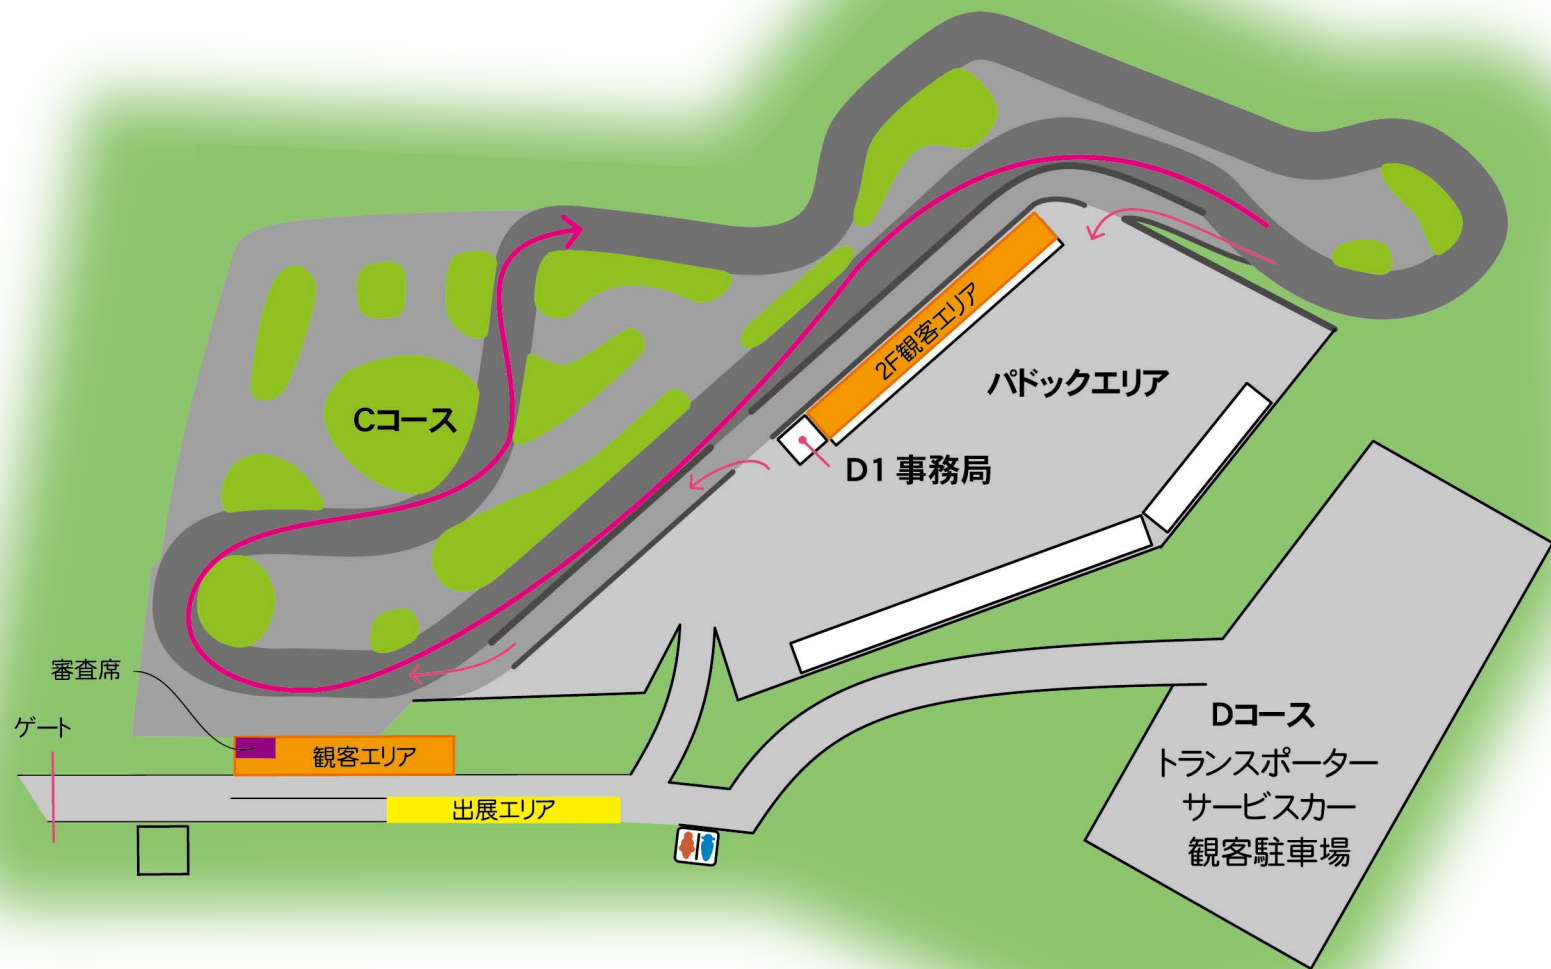 2F観客エリア
パドックエリア
Cコース
D1 事務局
審査席
ゲート
観客エリア
出展エリア
Dコース
トランスポーター
サービスカー
観客駐車場